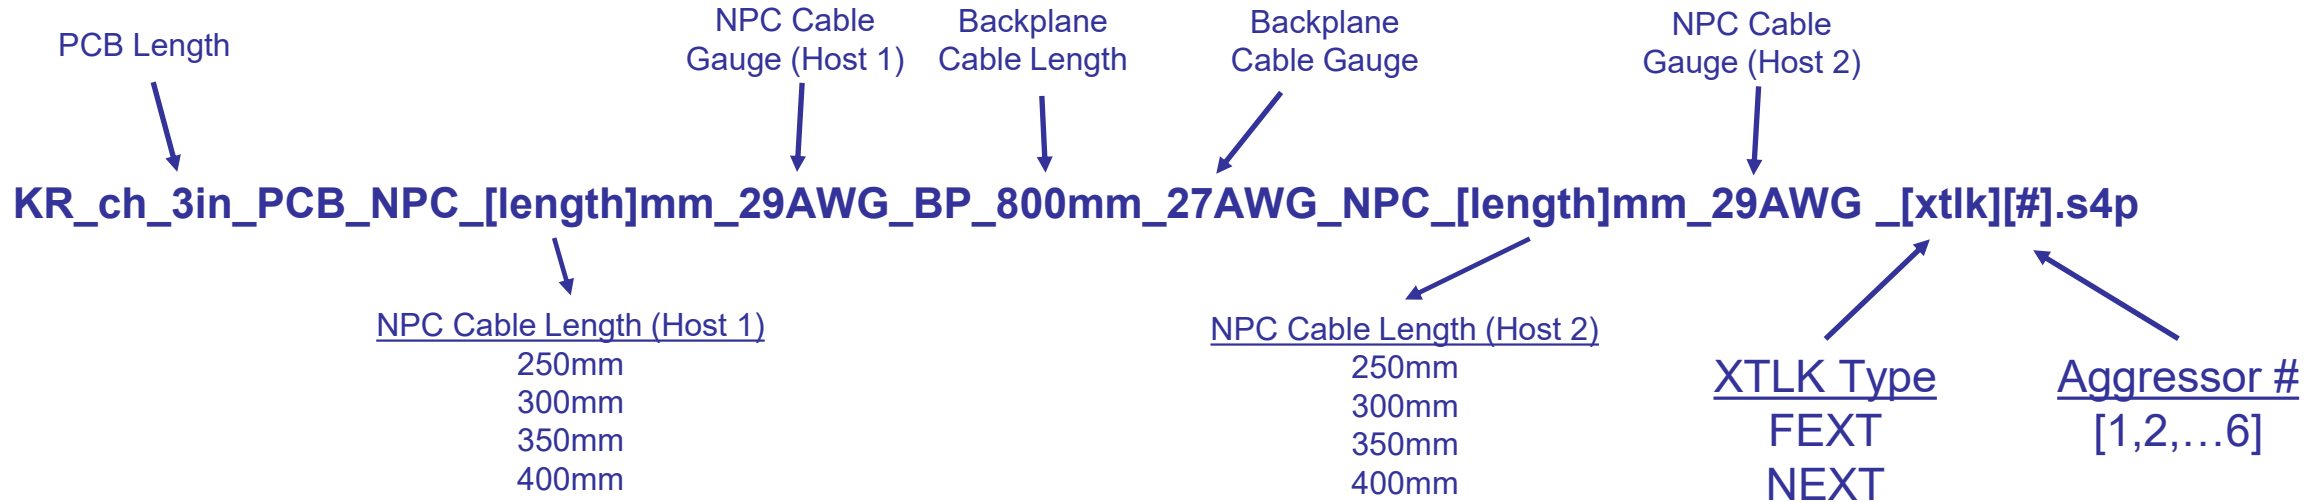 PCB Length
NPC Cable
Gauge (Host 1)
Backplane
Cable Length
Backplane
Cable Gauge
NPC Cable
Gauge (Host 2)
KR_ch_3in_PCB_NPC_[length]mm_29AWG_BP_800mm_27AWG_NPC_[length]mm_29AWG _[xtlk][#].s4p
NPC Cable Length (Host 1)
250mm
300mm
350mm
400mm
NPC Cable Length (Host 2)
250mm
300mm
350mm
400mm
XTLK Type
FEXT
NEXT
Aggressor #
[1,2,…6]